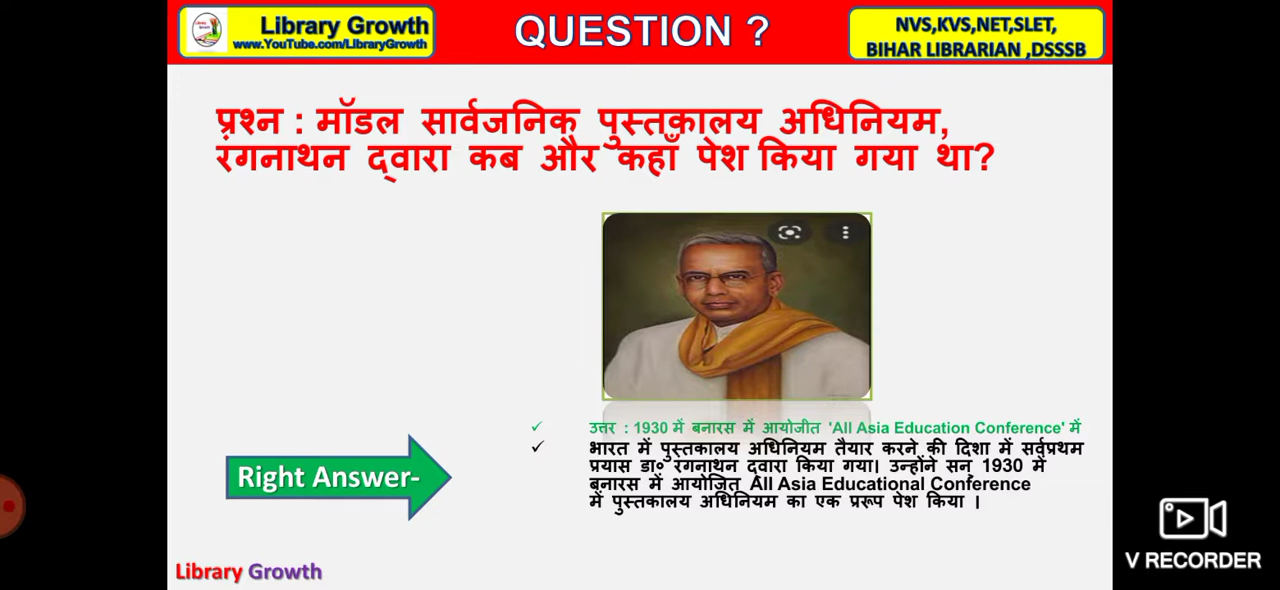 Library Growth
www.YouTube.com/LibraryGrowth
QUESTION ?
NVS,KVS,NET,SLET,
BIHAR LIBRARIAN ,DSSSB
प्रश्न : मॉडल सार्वजनिक पुस्तकालय अधिनियम,
रंगनाथन द्वारा कब और कहाँ पेश किया गया था?
✓ उत्तर : 1930 में बनारस में आयोजीत 'All Asia Education Conference' में
✓ भारत में पुस्तकालय अधिनियम तैयार करने की दिशा में सर्वप्रथम
प्रयास डा० रंगनाथन द्वारा किया गया। उन्होंने सन् 1930 में
बनारस में आयोजित All Asia Educational Conference
में पुस्तकालय अधिनियम का एक प्ररूप पेश किया ।
Right Answer-
Library Growth
V RECORDER